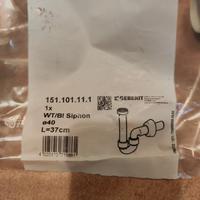 151.101.11.1
1x
WT/BI Siphon
ø40
L=37cm
GEBERIT